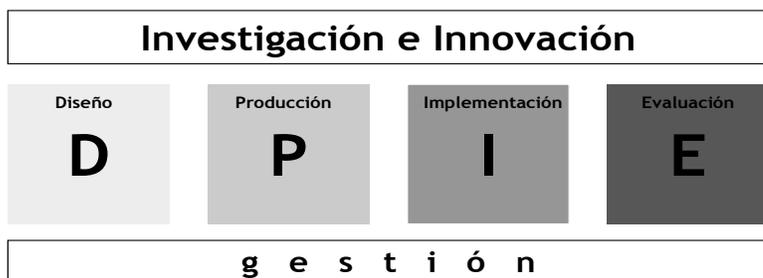 Investigación e Innovación
Diseño Producción Implementación Evaluación
D P I E
g e s t i ó n